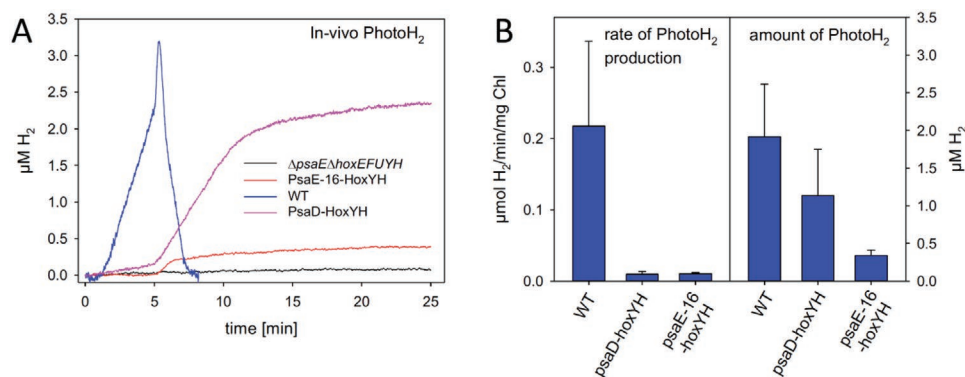 A
In-vivo PhotoH2
3.5
3.0
2.5
2.0
1.5
1.0
0.5
0.0
µM H2
ΔpsaEΔhoxEFUYH
PsaE-16-HoxYH
WT
PsaD-HoxYH
0
5
10
15
20
25
time [min]
B
rate of PhotoH2
production
amount of PhotoH2
0.3
0.2
0.1
0.0
µmol H2/min/mg Chl
3.5
3.0
2.5
2.0
1.5
1.0
0.5
0.0
µM H2
WT
psaD-hoxYH
psaE-16
-hoxYH
WT
psaD-hoxYH
psaE-16
-hoxYH